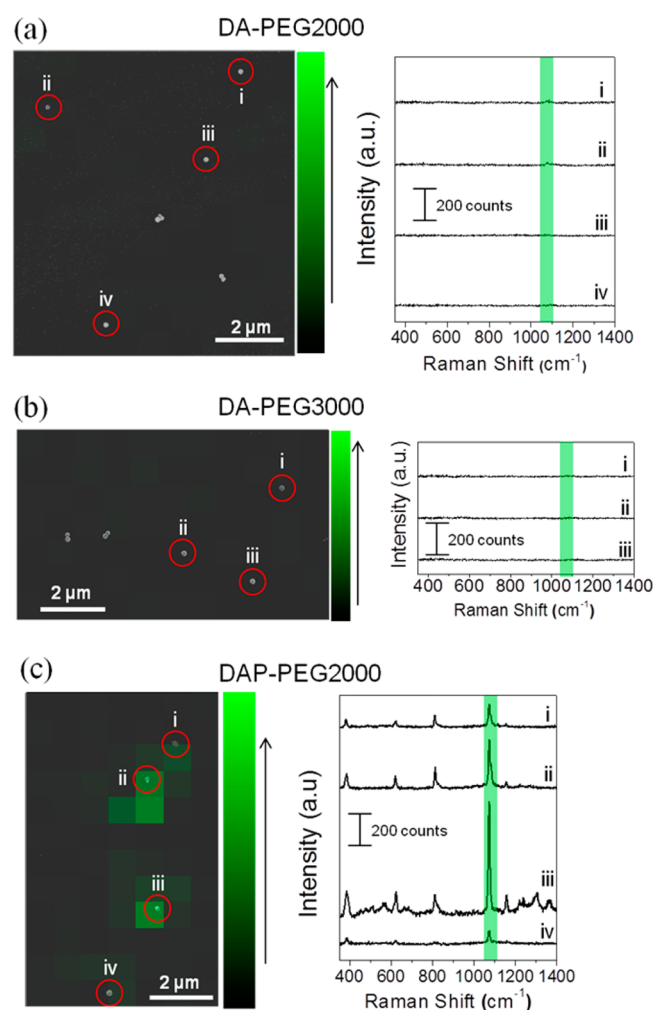 (a) DA-PEG2000
i
ii
iii
iv
2 µm
Intensity (a.u.)
i
ii
200 counts
iii
iv
400 600 800 1000 1200 1400
Raman Shift (cm⁻¹)
(b) DA-PEG3000
i
ii
iii
2 µm
Intensity (a.u.)
i
ii
200 counts
iii
400 600 800 1000 1200 1400
Raman Shift (cm⁻¹)
(c) DAP-PEG2000
i
ii
iii
iv
2 µm
Intensity (a.u)
i
ii
200 counts
iii
iv
400 600 800 1000 1200 1400
Raman Shift (cm⁻¹)